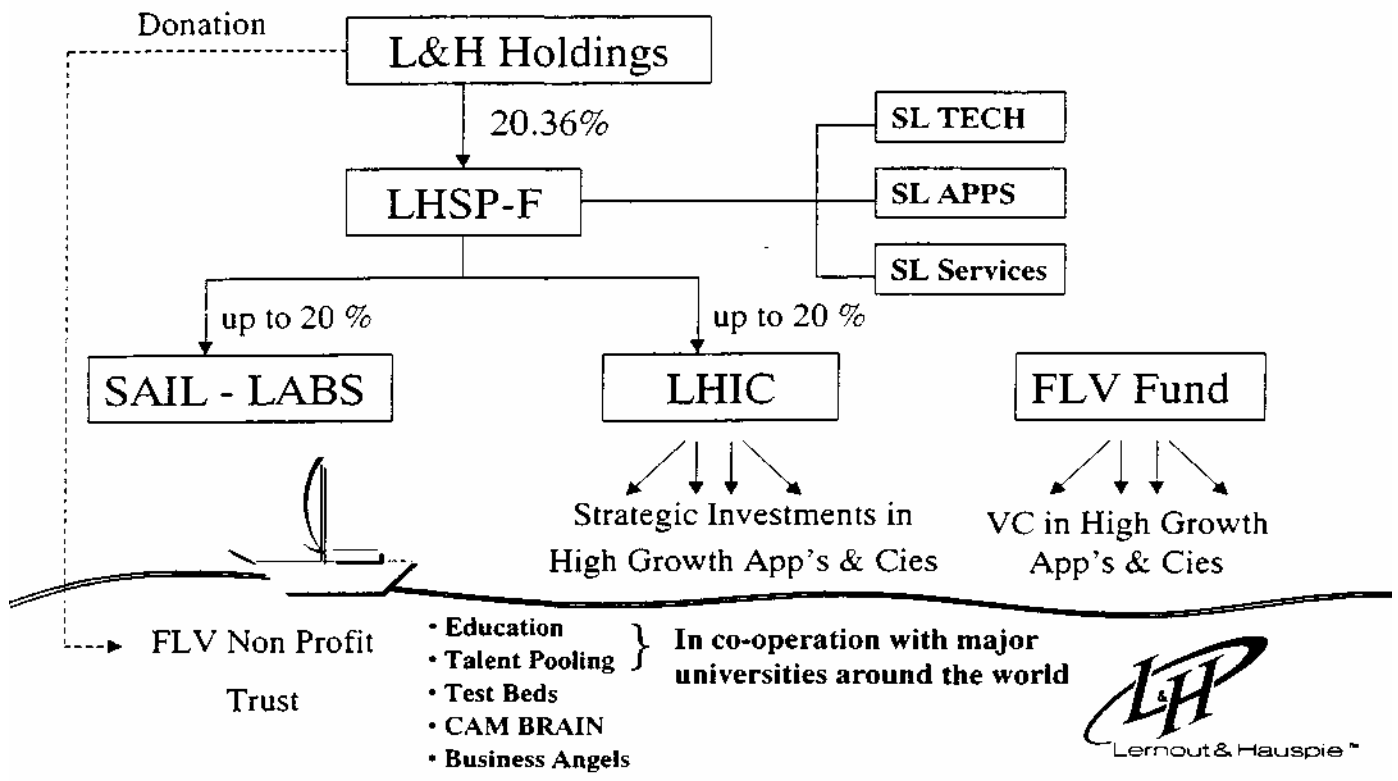 Donation
L&H Holdings
20.36%
SL TECH
LHSP-F
SL APPS
SL Services
up to 20 %
up to 20 %
SAIL - LABS
LHIC
FLV Fund
Strategic Investments in
High Growth App's & Cies
VC in High Growth
App's & Cies
FLV Non Profit
Trust
• Education
• Talent Pooling
• Test Beds
• CAM BRAIN
• Business Angels
} In co-operation with major
universities around the world
L&H
Lernout & Hauspie™